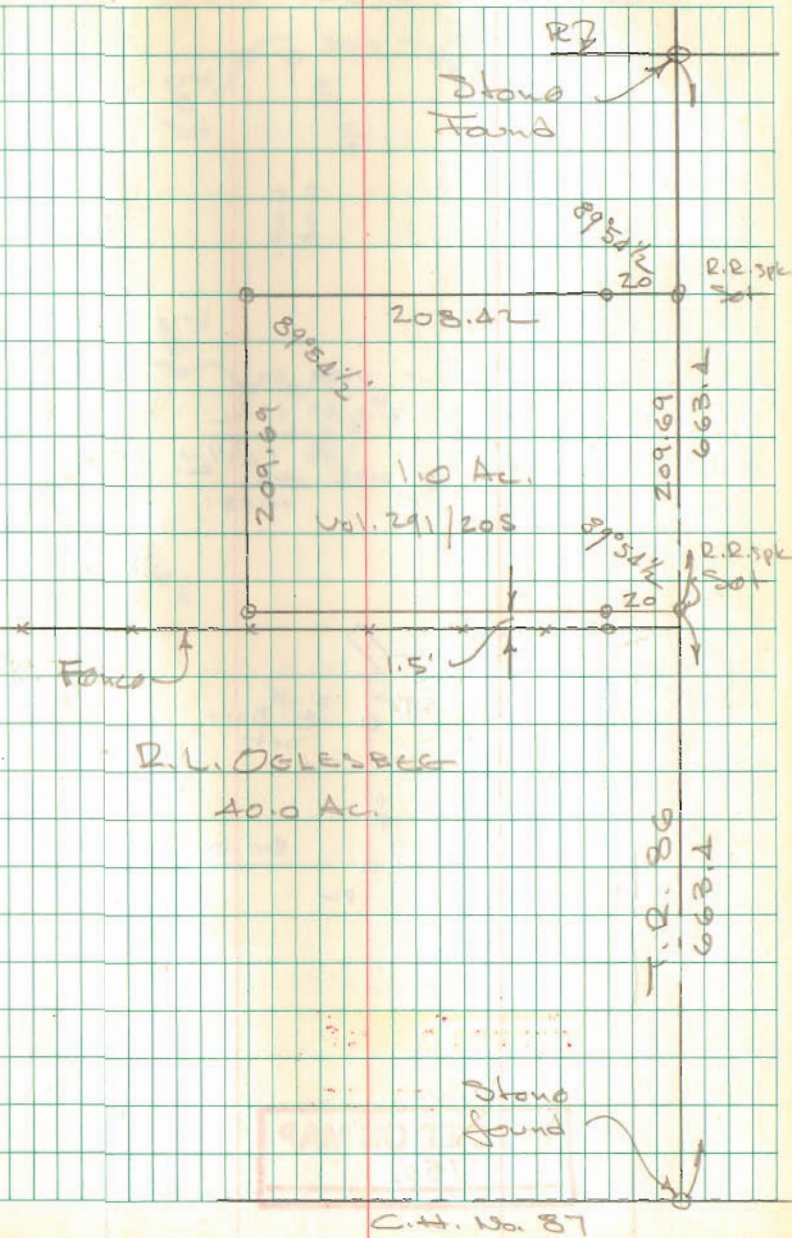 Stone
Found
89°54½
20
R.R. spk
Set
208.42
89°54½'
209.69
209.69
663.4
1.0 Ac.
Vol. 291/205
89°54½
20
R.R. spk
Set
Fence
1.5'
R.L. OGLESBEE
40.0 Ac.
T.R. 86
663.4
Stone
found
C.H. No. 87